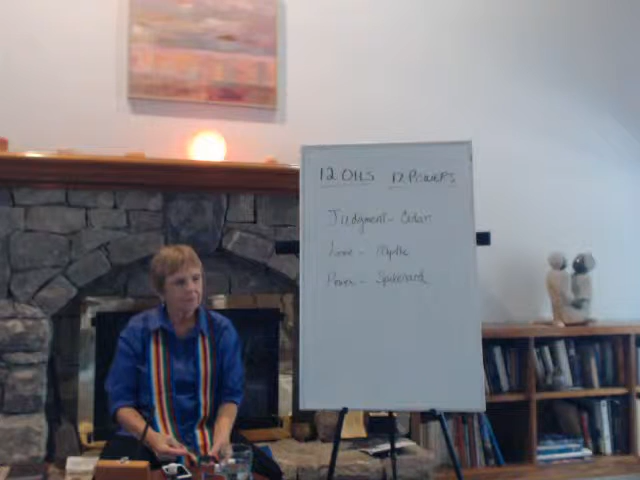 12 OILS 12 POWERS
Judgment - Cedar
Love - Myrtle
Power - Spikenard